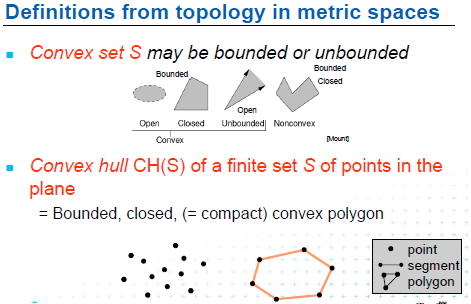 Definitions from topology in metric spaces
Convex set S may be bounded or unbounded
Bounded
Bounded
Closed
Open
Open Closed Unbounded Nonconvex
Convex
[Mount]
Convex hull CH(S) of a finite set S of points in the
plane
= Bounded, closed, (= compact) convex polygon
point
segment
polygon